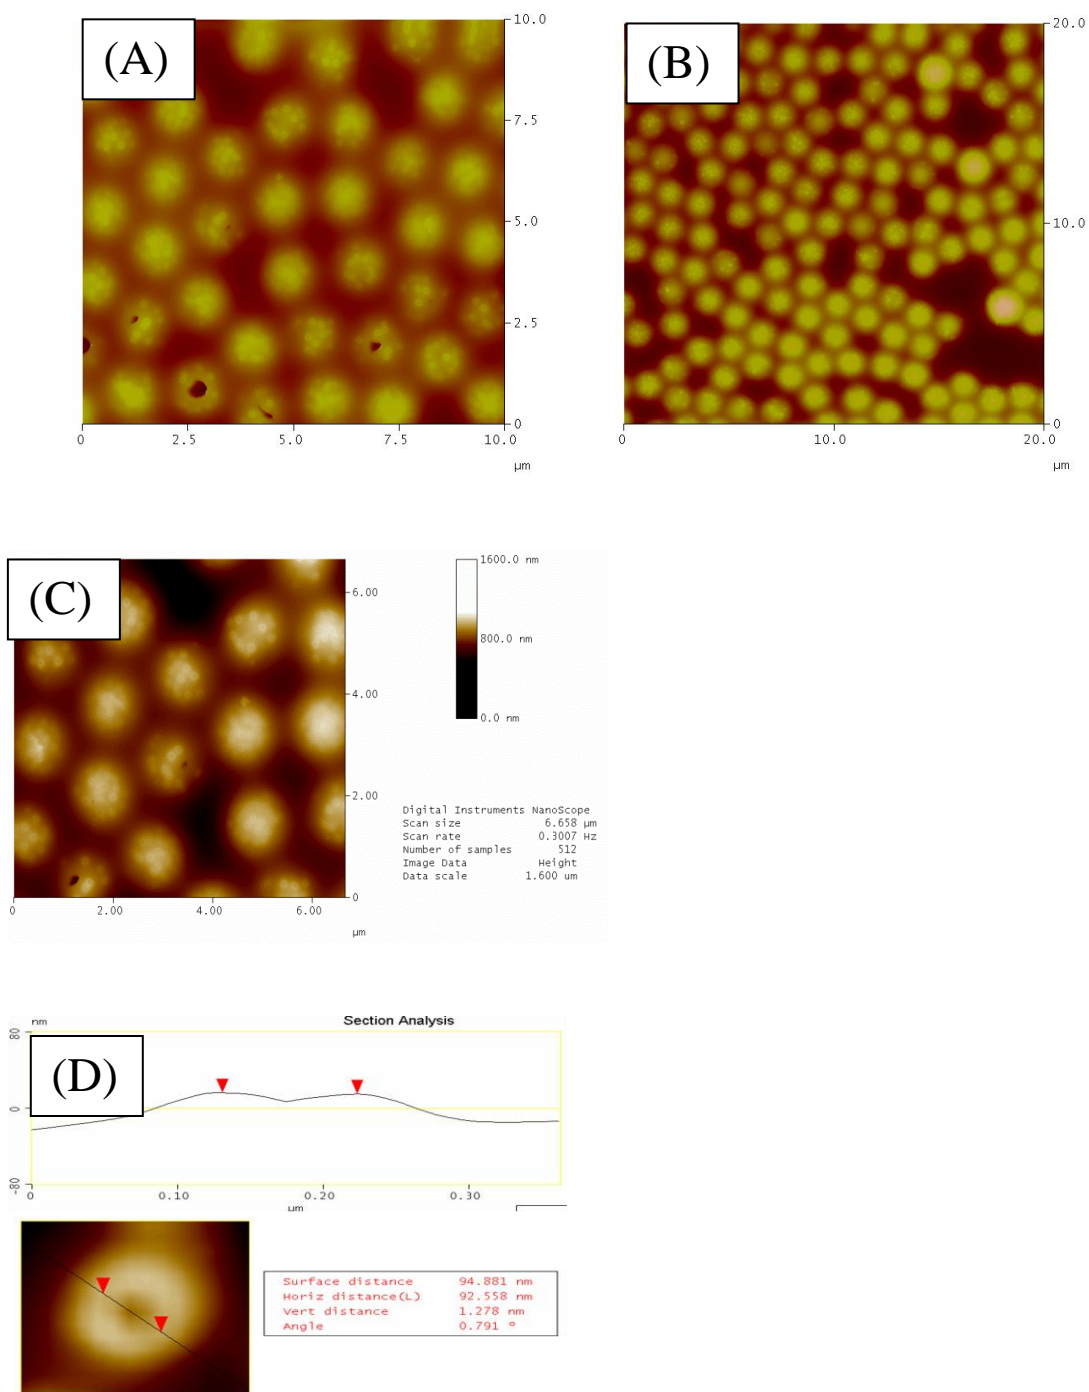 (A)
10.0
7.5
5.0
2.5
0
0 2.5 5.0 7.5 10.0
µm
(B)
20.0
10.0
0
0 10.0 20.0
µm
(C)
6.00
4.00
2.00
0
0 2.00 4.00 6.00
µm
1600.0 nm
800.0 nm
0.0 nm
Digital Instruments NanoScope
Scan size 6.658 µm
Scan rate 0.3007 Hz
Number of samples 512
Image Data Height
Data scale 1.600 um
Section Analysis
nm
(D)
80
0
-80
0 0.10 0.20 0.30
µm
Surface distance 94.881 nm
Horiz distance(L) 92.558 nm
Vert distance 1.278 nm
Angle 0.791 °